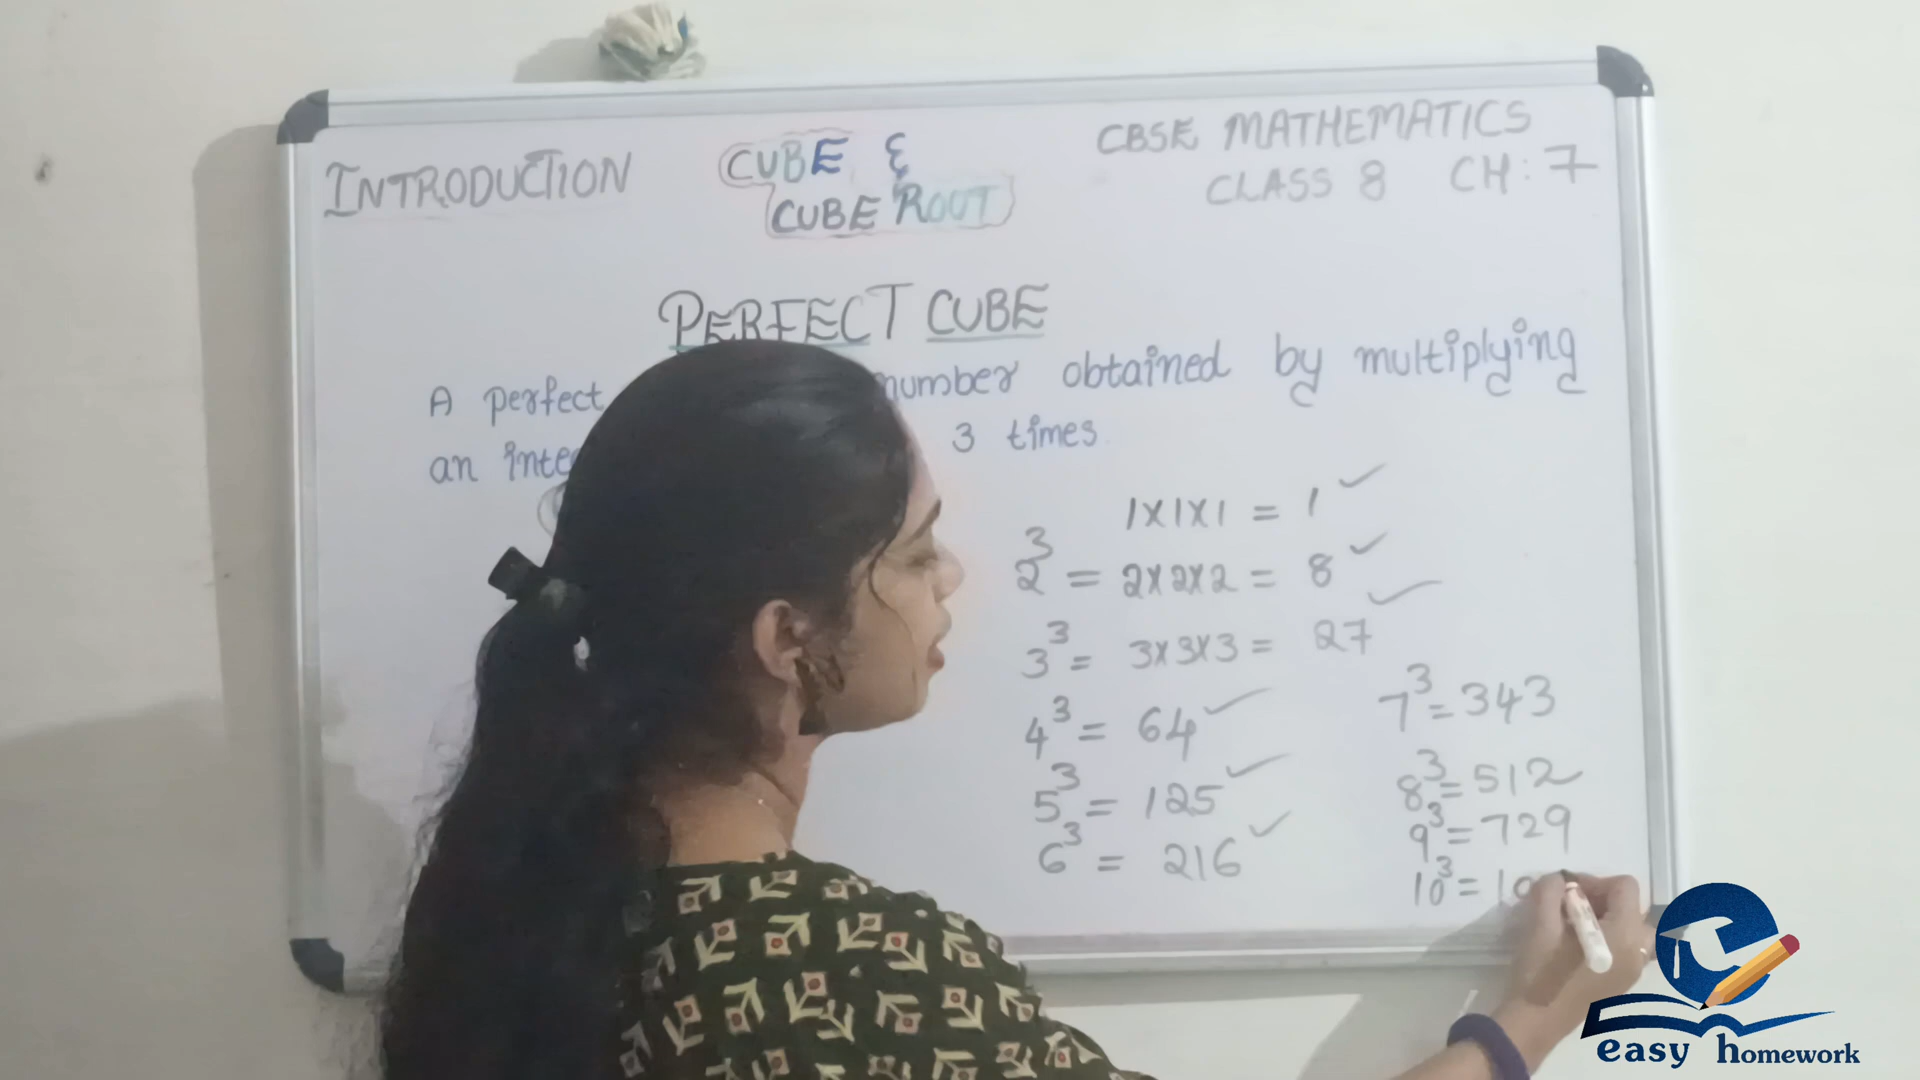 INTRODUCTION
CUBE &
CUBE ROOT
CBSE MATHEMATICS
CLASS 8 CH: 7
PERFECT CUBE
A perfect number obtained by multiplying
an 3 times
1x1x1 = 1 ✓
2³ = 2x2x2 = 8 ✓
3³ = 3x3x3 = 27 ✓
4³ = 64 ✓
5³ = 125 ✓
6³ = 216 ✓
7³ = 343
8³ = 512
9³ = 729
10³ =
easy homework